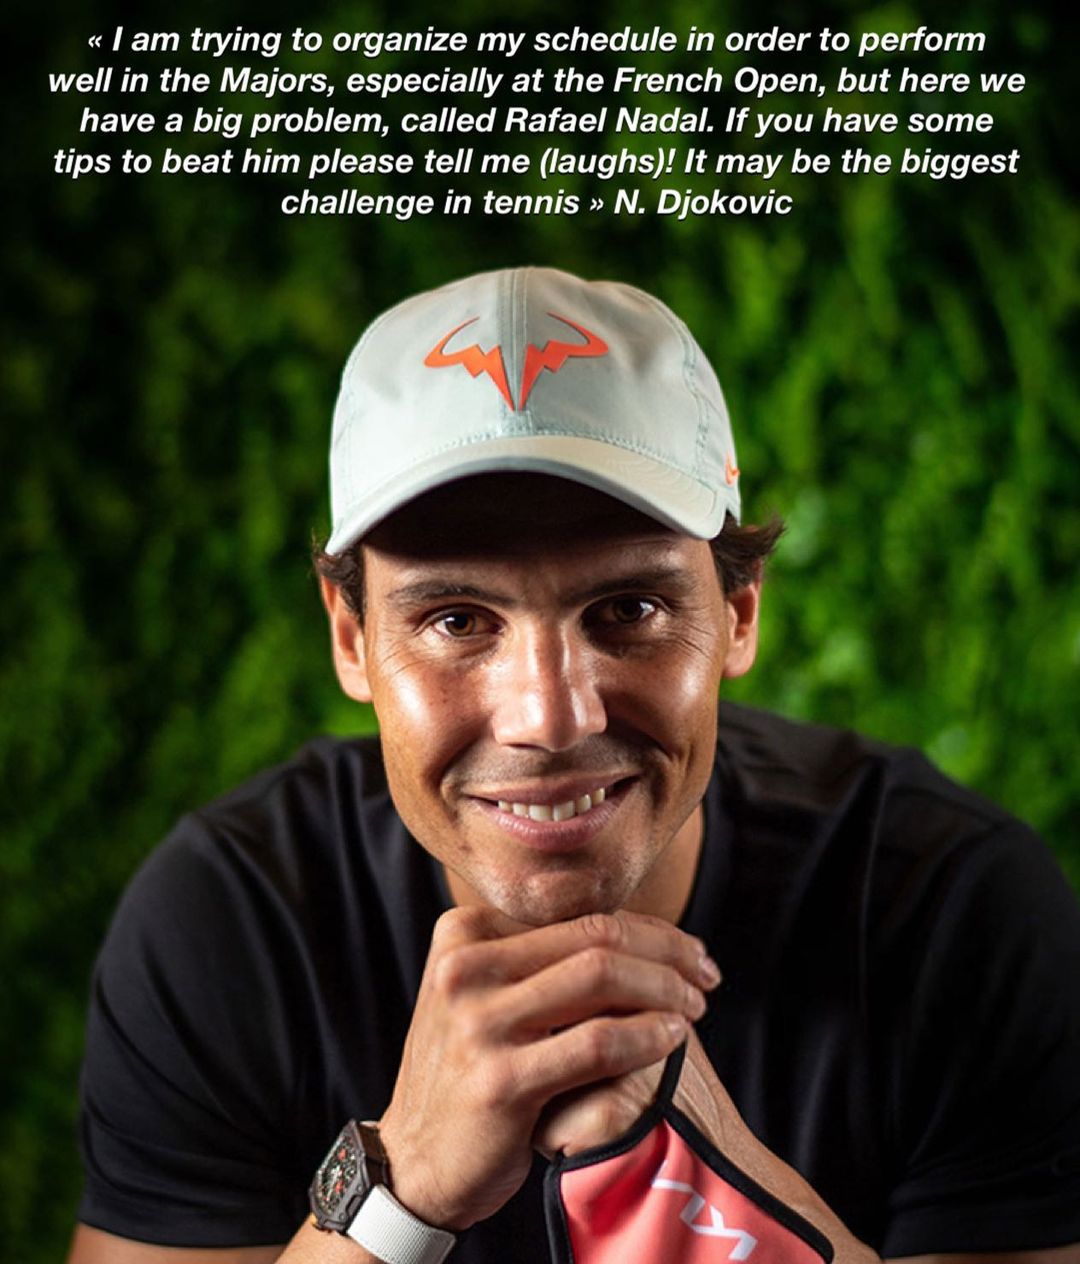 « I am trying to organize my schedule in order to perform
well in the Majors, especially at the French Open, but here we
have a big problem, called Rafael Nadal. If you have some
tips to beat him please tell me (laughs)! It may be the biggest
challenge in tennis » N. Djokovic